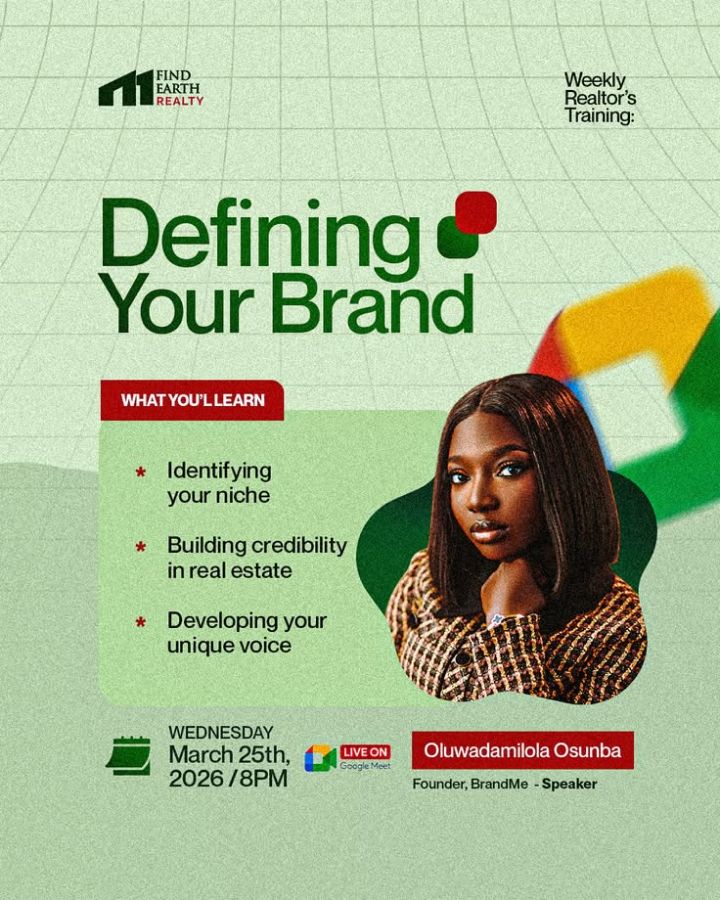 FIND
EARTH
REALTY
Weekly
Realtor's
Training:
Defining
Your Brand
WHAT YOU'L LEARN
* Identifying
your niche
* Building credibility
in real estate
* Developing your
unique voice
WEDNESDAY
March 25th,
2026 / 8PM
LIVE ON
Google Meet
Oluwadamilola Osunba
Founder, BrandMe - Speaker